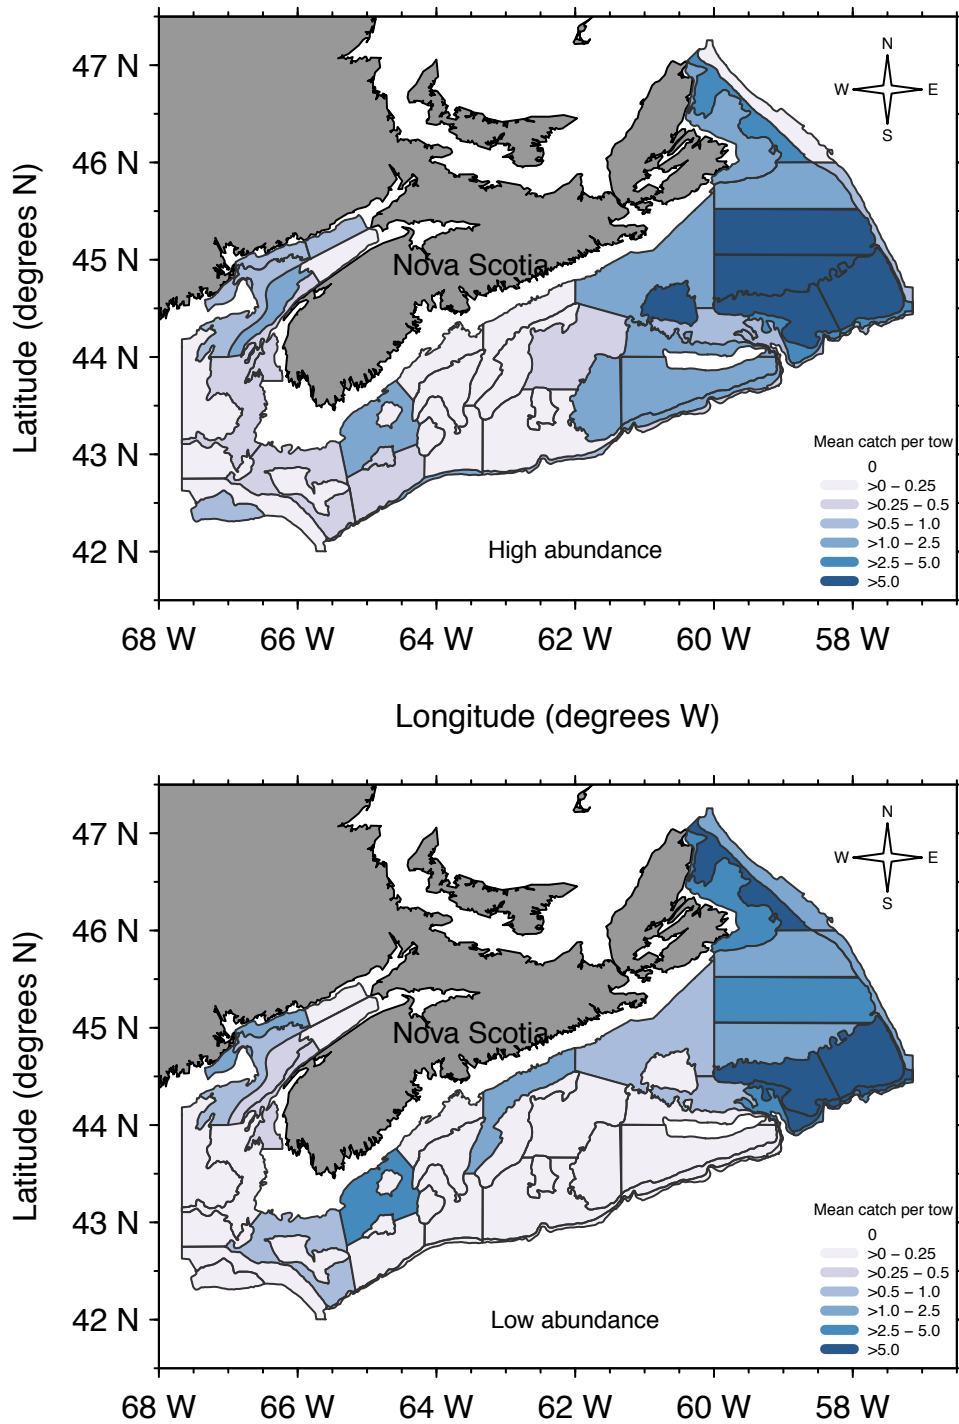 47 N
46 N
45 N
44 N
43 N
42 N
Latitude (degrees N)
N
W E
S
Nova Scotia
Mean catch per tow
0
>0 – 0.25
>0.25 – 0.5
>0.5 – 1.0
>1.0 – 2.5
>2.5 – 5.0
>5.0
High abundance
68 W 66 W 64 W 62 W 60 W 58 W
Longitude (degrees W)
47 N
46 N
45 N
44 N
43 N
42 N
Latitude (degrees N)
N
W E
S
Nova Scotia
Mean catch per tow
0
>0 – 0.25
>0.25 – 0.5
>0.5 – 1.0
>1.0 – 2.5
>2.5 – 5.0
>5.0
Low abundance
68 W 66 W 64 W 62 W 60 W 58 W